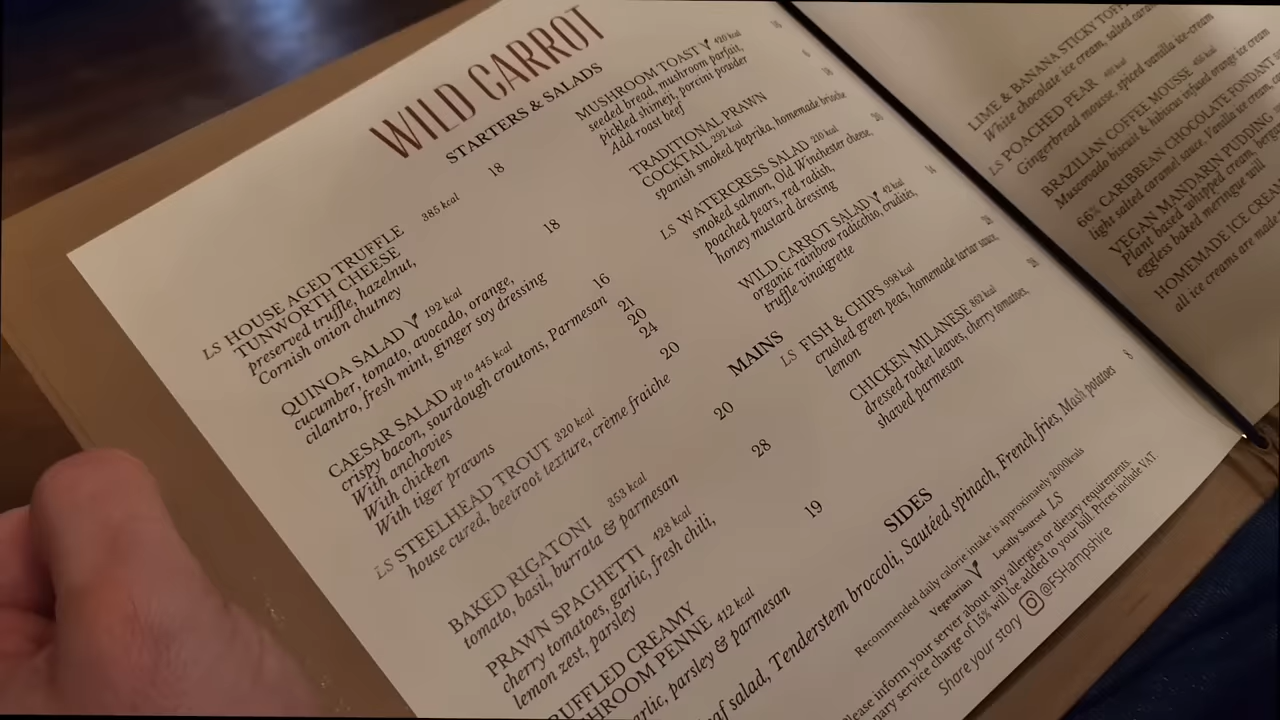 WILD CARROT
STARTERS & SALADS
LS HOUSE AGED TRUFFLE 385 kcal 18
TUNWORTH CHEESE
preserved truffle, hazelnut,
Cornish onion chutney
QUINOA SALAD 192 kcal 18
cucumber, tomato, avocado, orange,
cilantro, fresh mint, ginger soy dressing
CAESAR SALAD up to 445 kcal 16
crispy bacon, sourdough croutons, Parmesan
With anchovies 21
With chicken 20
With tiger prawns 24
LS STEELHEAD TROUT 320 kcal 20
house cured, beetroot texture, crème fraiche
MUSHROOM TOAST 420 kcal
seeded bread, mushroom parfait,
pickled shimeji, porcini powder
Add roast beef
TRADITIONAL PRAWN
COCKTAIL 292 kcal
spanish smoked paprika, homemade brioche
LS WATERCRESS SALAD 210 kcal
smoked salmon, Old Winchester cheese,
poached pears, red radish,
honey mustard dressing
WILD CARROT SALAD 42 kcal
organic rainbow radicchio, crudités,
truffle vinaigrette
MAINS
BAKED RIGATONI 353 kcal 20
tomato, basil, burrata & parmesan
PRAWN SPAGHETTI 428 kcal 28
cherry tomatoes, garlic, fresh chili,
lemon zest, parsley
UFFLED CREAMY 19
SHROOM PENNE 412 kcal
arlic, parsley & parmesan
LS FISH & CHIPS 998 kcal
crushed green peas, homemade tartar sauce,
lemon
CHICKEN MILANESE 862 kcal
dressed rocket leaves, cherry tomatoes,
shaved parmesan
SIDES
af salad, Tenderstem broccoli, Sautéed spinach, French fries, Mash potatoes
Recommended daily calorie intake is approximately 2000kcals
Vegetarian Locally Sourced LS
lease inform your server about any allergies or dietary requirements.
nary service charge of 15% will be added to your bill. Prices include VAT.
Share your story @FSHampshire
LIME & BANANA STICKY TOFF
White chocolate ice cream, salted cara
LS POACHED PEAR
Gingerbread mousse, spiced vanilla ice-cream
BRAZILIAN COFFEE MOUSSE
Muscovado biscuit & hibiscus infused orange ice cream
66% CARIBBEAN CHOCOLATE FONDANT
light salted caramel sauce, Vanilla ice cream,
VEGAN MANDARIN PUDDING
Plant based whipped cream,
eggless baked meringue
HOMEMADE ICE CREA
all ice creams are made